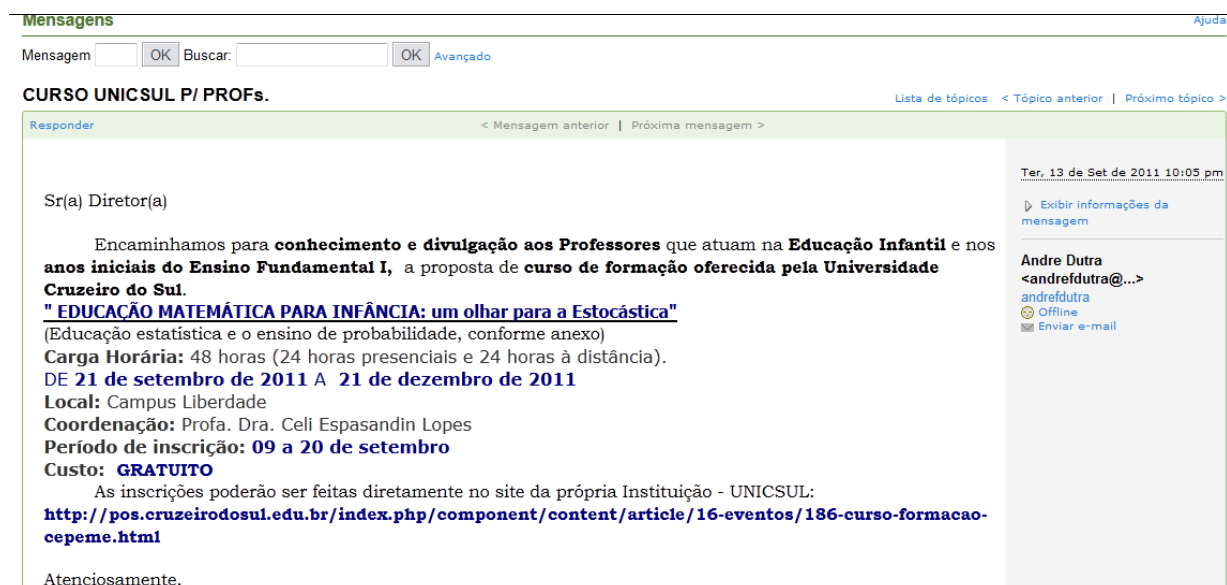 Mensagens
Ajuda
Mensagem OK Buscar: OK Avançado
CURSO UNICSUL P/ PROFs.
Lista de tópicos < Tópico anterior | Próximo tópico >
Responder
< Mensagem anterior | Próxima mensagem >
Sr(a) Diretor(a)
Encaminhamos para conhecimento e divulgação aos Professores que atuam na Educação Infantil e nos
anos iniciais do Ensino Fundamental I, a proposta de curso de formação oferecida pela Universidade
Cruzeiro do Sul.
" EDUCAÇÃO MATEMÁTICA PARA INFÂNCIA: um olhar para a Estocástica"
(Educação estatística e o ensino de probabilidade, conforme anexo)
Carga Horária: 48 horas (24 horas presenciais e 24 horas à distância).
DE 21 de setembro de 2011 A 21 de dezembro de 2011
Local: Campus Liberdade
Coordenação: Profa. Dra. Celi Espasandin Lopes
Período de inscrição: 09 a 20 de setembro
Custo: GRATUITO
As inscrições poderão ser feitas diretamente no site da própria Instituição - UNICSUL:
http://pos.cruzeirodosul.edu.br/index.php/component/content/article/16-eventos/186-curso-formacao-
cepeme.html
Atenciosamente,
Ter, 13 de Set de 2011 10:05 pm
Exibir informações da
mensagem
Andre Dutra
<andrefdutra@...>
andrefdutra
Offline
Enviar e-mail